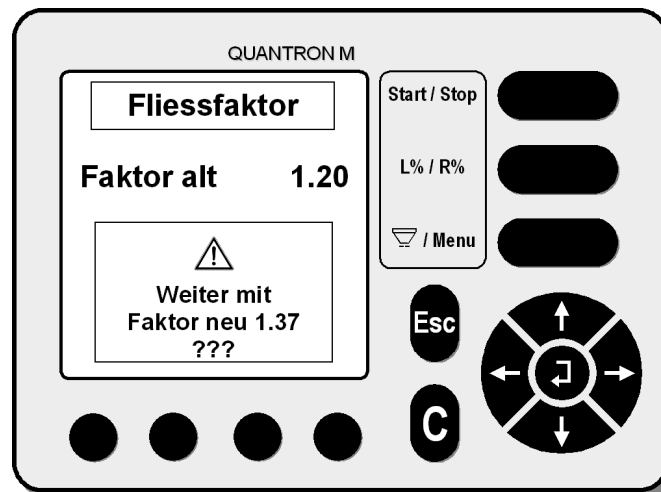 QUANTRON M
Fliessfaktor
Faktor alt 1.20
Weiter mit
Faktor neu 1.37
???
Start / Stop
L% / R%
/ Menu
Esc
C